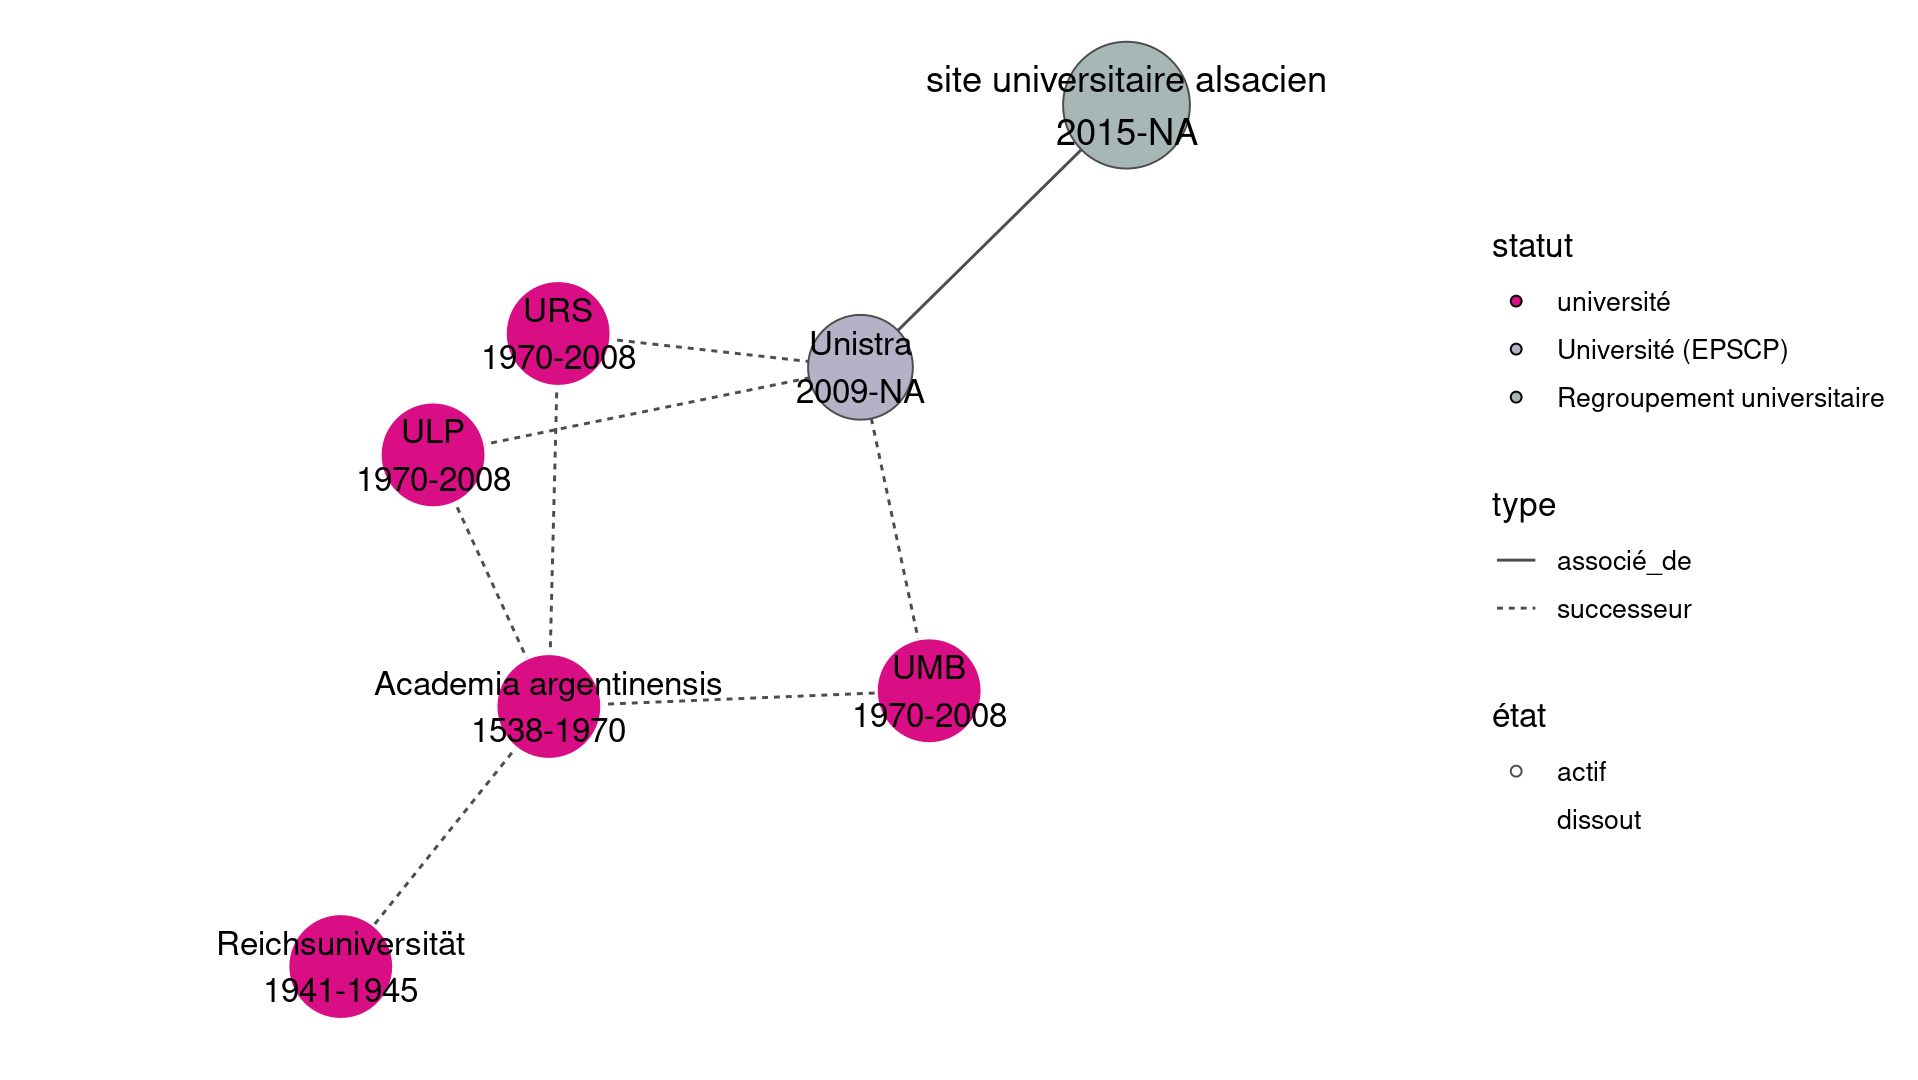 site universitaire alsacien
2015-NA
URS
1970-2008
Unistra
2009-NA
ULP
1970-2008
UMB
1970-2008
Academia argentinensis
1538-1970
Reichsuniversität
1941-1945
statut
université
Université (EPSCP)
Regroupement universitaire
type
associé_de
successeur
état
actif
dissout